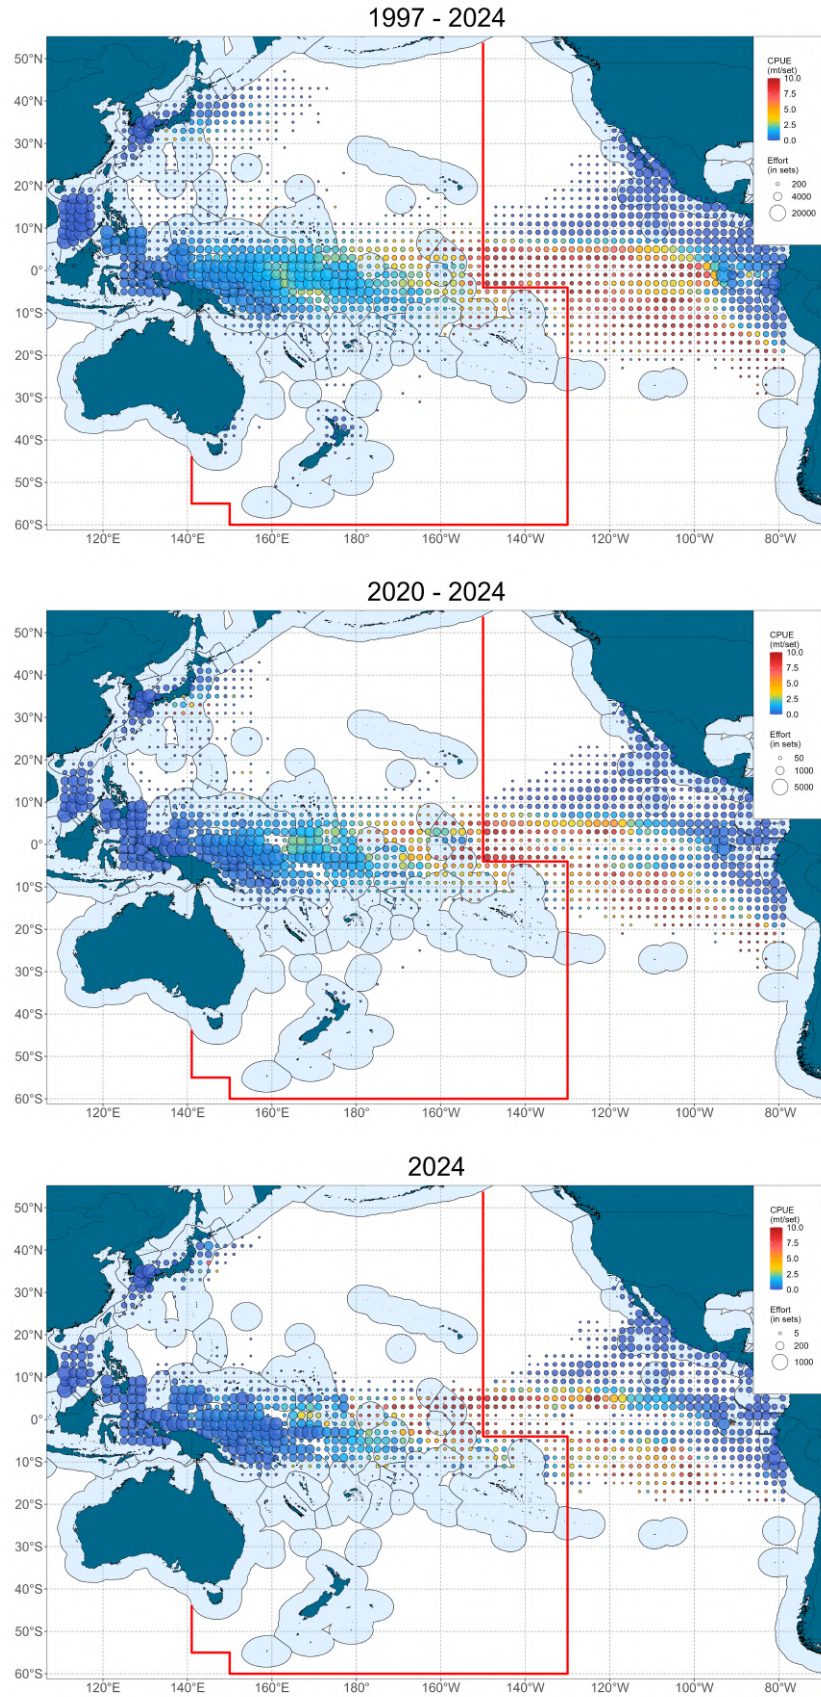 1997 - 2024
50°N
40°N
30°N
20°N
10°N
0°
10°S
20°S
30°S
40°S
50°S
60°S
120°E
140°E
160°E
180°
160°W
140°W
120°W
100°W
80°W
CPUE
(mt/set)
10.0
7.5
5.0
2.5
0.0
Effort
(in sets)
200
4000
20000
2020 - 2024
50°N
40°N
30°N
20°N
10°N
0°
10°S
20°S
30°S
40°S
50°S
60°S
120°E
140°E
160°E
180°
160°W
140°W
120°W
100°W
80°W
CPUE
(mt/set)
10.0
7.5
5.0
2.5
0.0
Effort
(in sets)
50
1000
5000
2024
50°N
40°N
30°N
20°N
10°N
0°
10°S
20°S
30°S
40°S
50°S
60°S
120°E
140°E
160°E
180°
160°W
140°W
120°W
100°W
80°W
CPUE
(mt/set)
10.0
7.5
5.0
2.5
0.0
Effort
(in sets)
5
200
1000